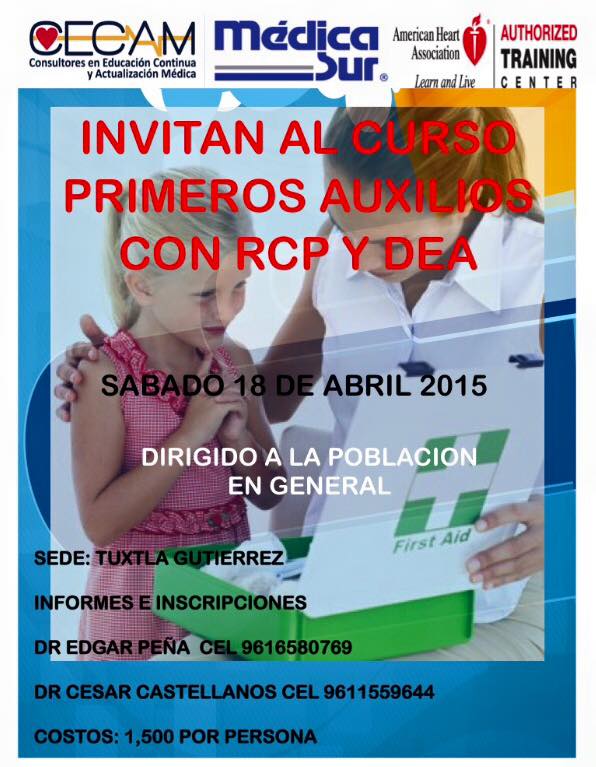 CECAM
Consultores en Educación Continua
y Actualización Médica
Médica
Sur®
American Heart
Association
Learn and Live
AUTHORIZED
TRAINING
CENTER
INVITAN AL CURSO
PRIMEROS AUXILIOS
CON RCP Y DEA
SABADO 18 DE ABRIL 2015
DIRIGIDO A LA POBLACION
EN GENERAL
First Aid
SEDE: TUXTLA GUTIERREZ
INFORMES E INSCRIPCIONES
DR EDGAR PEÑA CEL 9616580769
DR CESAR CASTELLANOS CEL 9611559644
COSTOS: 1,500 POR PERSONA